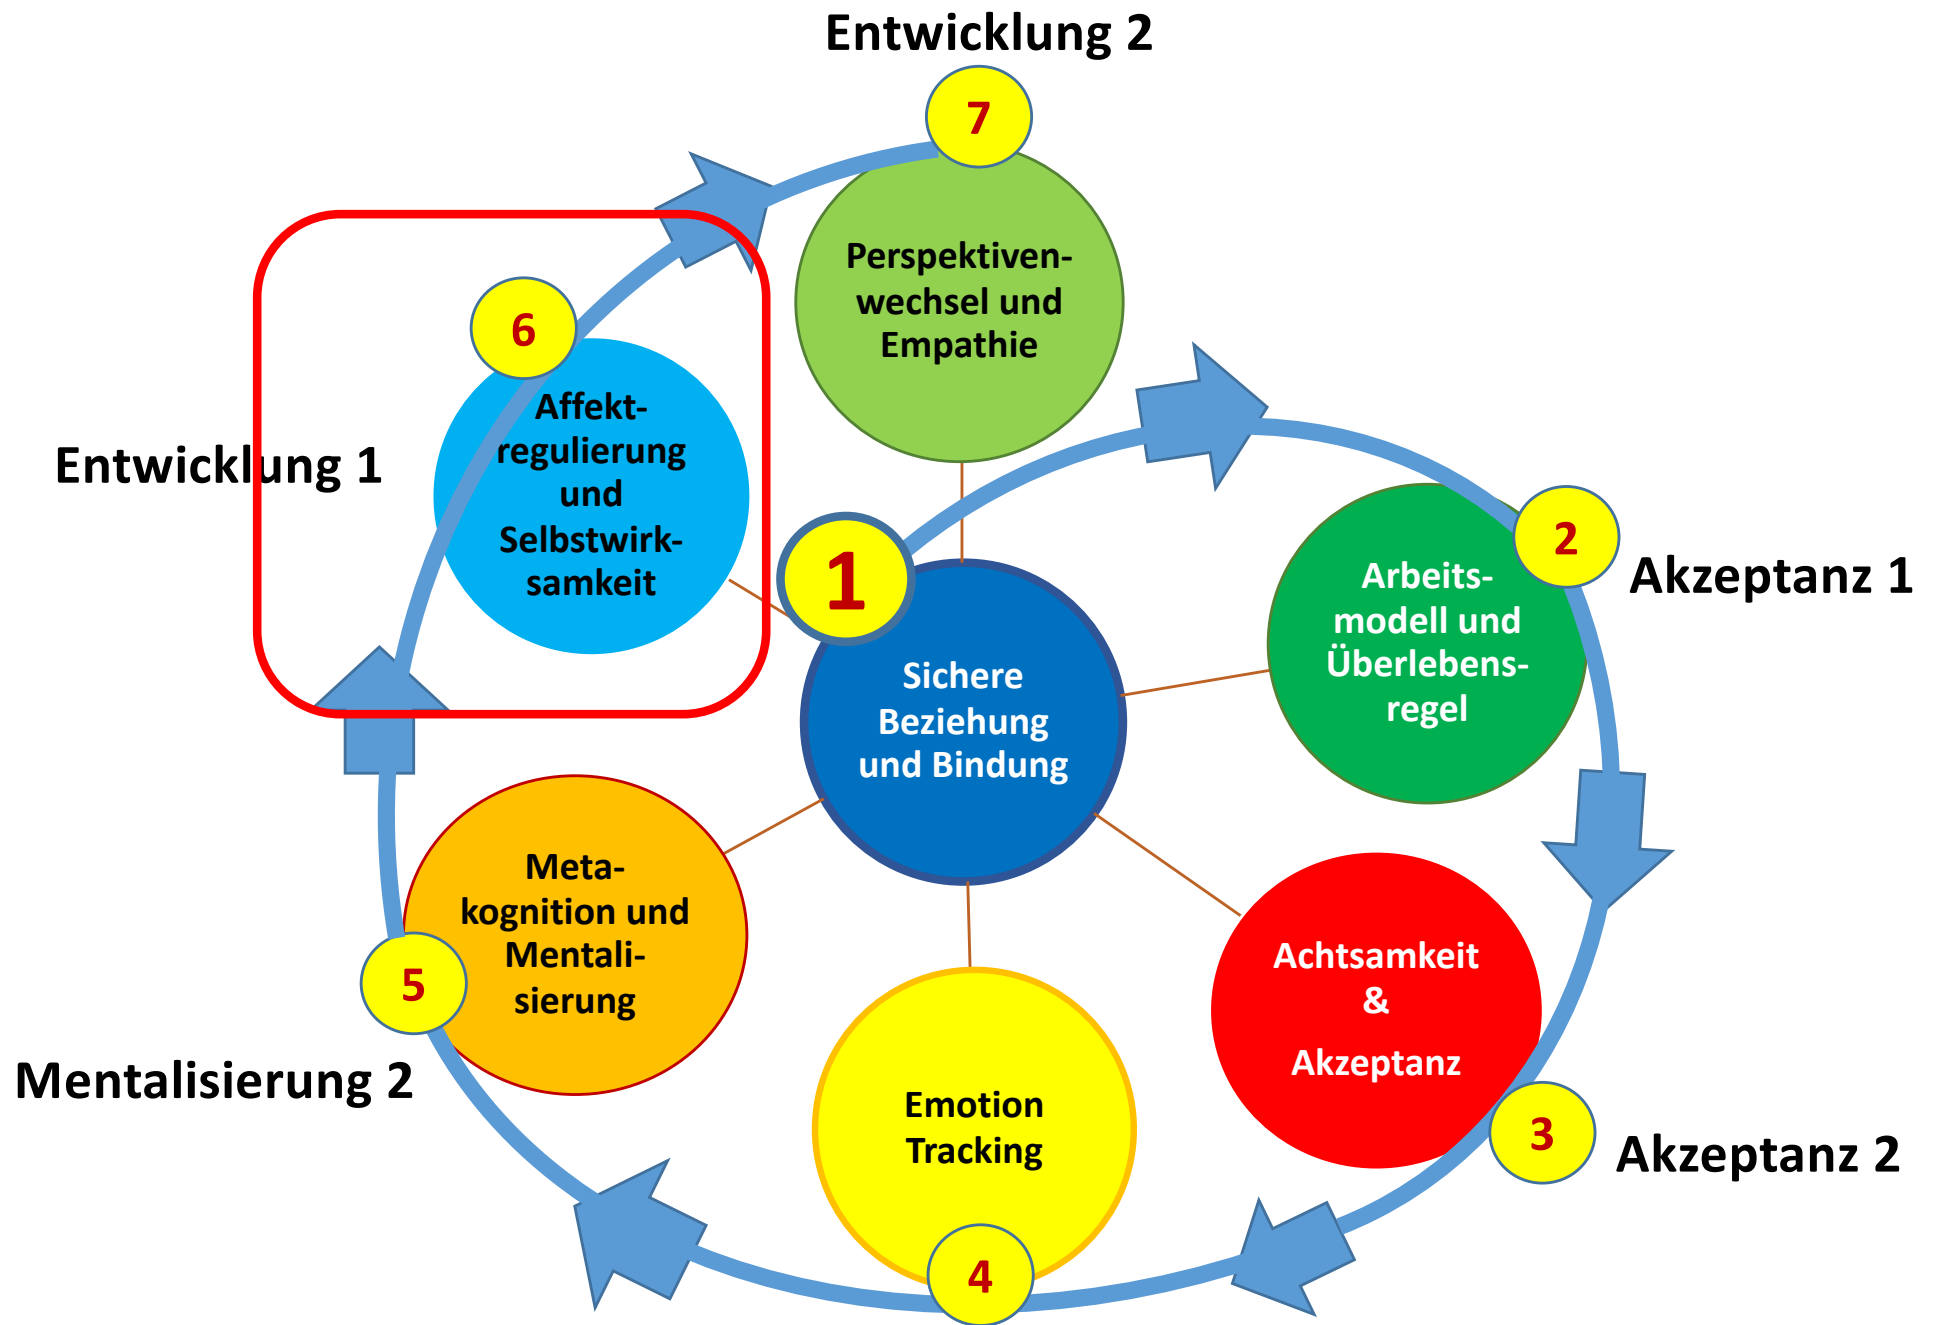 Entwicklung 2
7
Perspektiven-
wechsel und
Empathie
6
Affekt-
regulierung
und
Selbstwirk-
samkeit
Entwicklung 1
1
Sichere
Beziehung
und Bindung
2
Akzeptanz 1
Arbeits-
modell und
Überlebens-
regel
Achtsamkeit
&
Akzeptanz
3
Akzeptanz 2
Emotion
Tracking
4
Meta-
kognition und
Mentali-
sierung
5
Mentalisierung 2